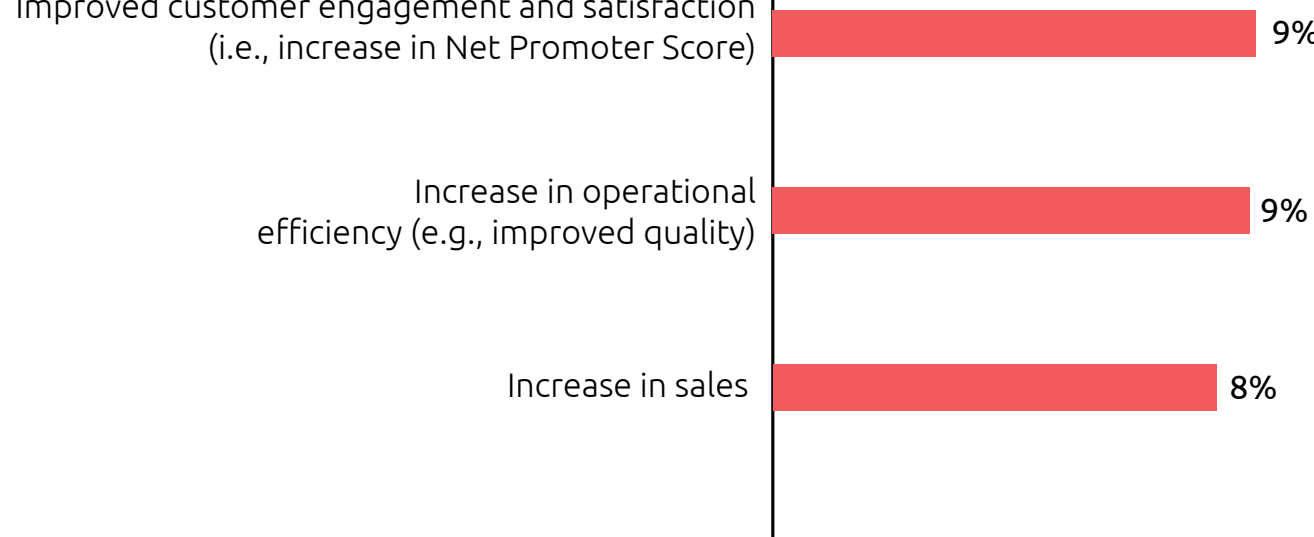 Improved customer engagement and satisfaction
(i.e., increase in Net Promoter Score)
9%
Increase in operational
efficiency (e.g., improved quality)
9%
Increase in sales
8%